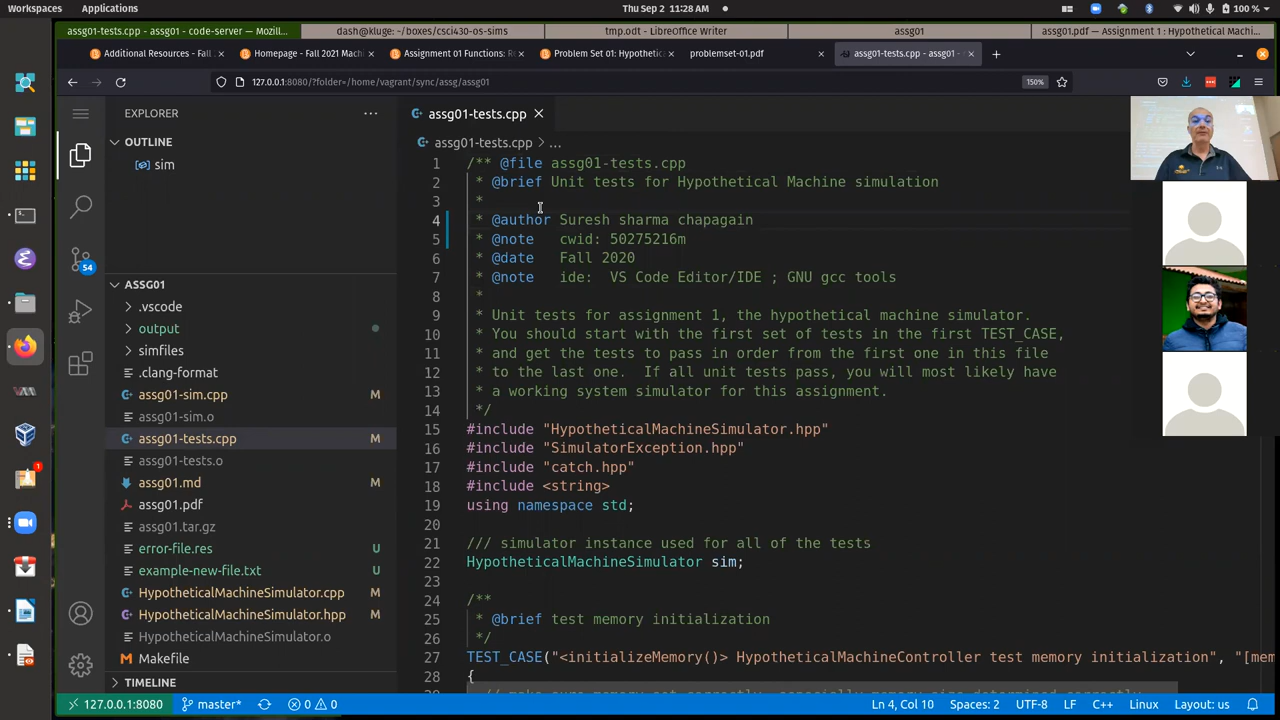 Workspaces Applications Thu Sep 2 11:28 AM 100 %
assg01-tests.cpp - assg01 - code-server — Mozill... dash@kluge: ~/boxes/csci430-os-sims tmp.odt - LibreOffice Writer assg01 assg01.pdf — Assignment 1 : Hypothetical Mac...
Additional Resources - Fal Homepage - Fall 2021 Mac Assignment 01 Functions: R Problem Set 01: Hypothet problemset-01.pdf assg01-tests.cpp - assg01 -
127.0.0.1:8080/?folder=/home/vagrant/sync/assg/assg01 150%
EXPLORER
OUTLINE
sim
54
ASSG01
.vscode
output
simfiles
.clang-format
assg01-sim.cpp M
assg01-sim.o
assg01-tests.cpp M
assg01-tests.o
assg01.md M
assg01.pdf
assg01.tar.gz
error-file.res U
example-new-file.txt U
HypotheticalMachineSimulator.cpp M
HypotheticalMachineSimulator.hpp M
HypotheticalMachineSimulator.o
Makefile
TIMELINE
assg01-tests.cpp
assg01-tests.cpp > ...
1 /** @file assg01-tests.cpp
2 * @brief Unit tests for Hypothetical Machine simulation
3 *
4 * @author Suresh sharma chapagain
5 * @note cwid: 50275216m
6 * @date Fall 2020
7 * @note ide: VS Code Editor/IDE ; GNU gcc tools
8 *
9 * Unit tests for assignment 1, the hypothetical machine simulator.
10 * You should start with the first set of tests in the first TEST_CASE,
11 * and get the tests to pass in order from the first one in this file
12 * to the last one. If all unit tests pass, you will most likely have
13 * a working system simulator for this assignment.
14 */
15 #include "HypotheticalMachineSimulator.hpp"
16 #include "SimulatorException.hpp"
17 #include "catch.hpp"
18 #include <string>
19 using namespace std;
20
21 /// simulator instance used for all of the tests
22 HypotheticalMachineSimulator sim;
23
24 /**
25 * @brief test memory initialization
26 */
27 TEST_CASE("<initializeMemory()> HypotheticalMachineController test memory initialization", "[mem
28 {
127.0.0.1:8080 master* 0 0 Ln 4, Col 10 Spaces: 2 UTF-8 LF C++ Linux Layout: us